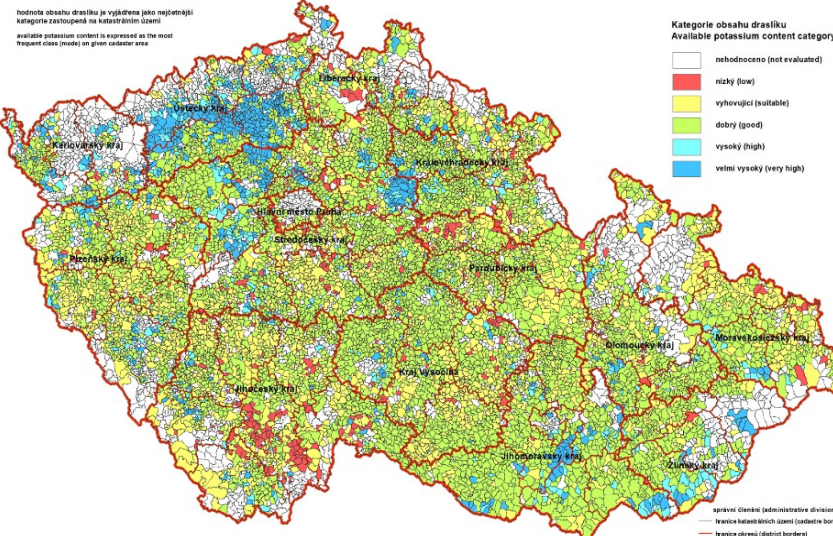 hodnota obsahu draslíku je vyjádřena jako nejčetnější
kategorie zastoupená na katastrálním území
available potassium content is expressed as the most
frequent class (mode) on given cadaster area
Kategorie obsahu draslíku
Available potassium content category
nehodnoceno (not evaluated)
nízký (low)
vyhovující (suitable)
dobrý (good)
vysoký (high)
velmi vysoký (very high)
Liberecký kraj
Ústecký kraj
Karlovarský kraj
Královéhradecký kraj
Hlavní město Praha
Středočeský kraj
Plzeňský kraj
Pardubický kraj
Moravskoslezský kraj
Olomoucký kraj
Kraj Vysočina
Jihočeský kraj
Jihomoravský kraj
Zlínský kraj
správní členění (administrative division
hranice katastrálních území (cadastre bor
hranice okresů (district borders)